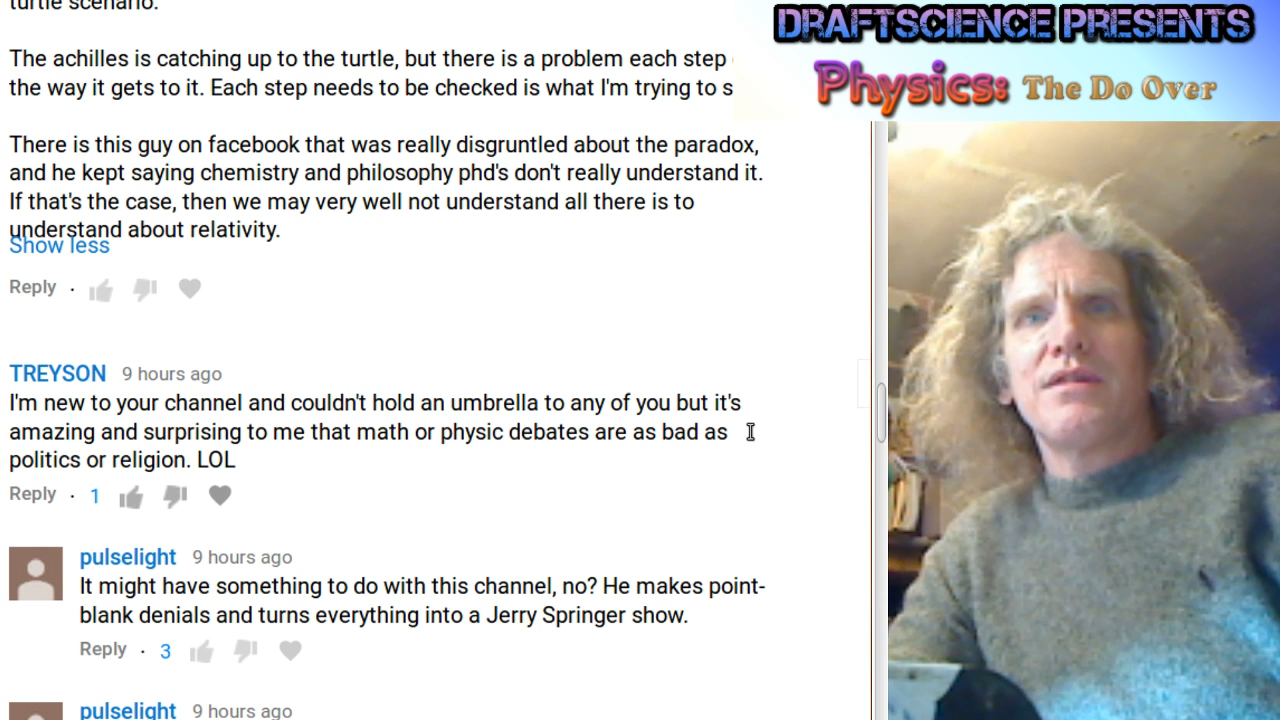 turtle scenario.
DRAFTSCIENCE PRESENTS
Physics: The Do Over
The achilles is catching up to the turtle, but there is a problem each step
the way it gets to it. Each step needs to be checked is what I'm trying to s
There is this guy on facebook that was really disgruntled about the paradox,
and he kept saying chemistry and philosophy phd's don't really understand it.
If that's the case, then we may very well not understand all there is to
understand about relativity.
Show less
Reply ·
TREYSON 9 hours ago
I'm new to your channel and couldn't hold an umbrella to any of you but it's
amazing and surprising to me that math or physic debates are as bad as
politics or religion. LOL
Reply · 1
pulselight 9 hours ago
It might have something to do with this channel, no? He makes point-
blank denials and turns everything into a Jerry Springer show.
Reply · 3
pulselight 9 hours ago